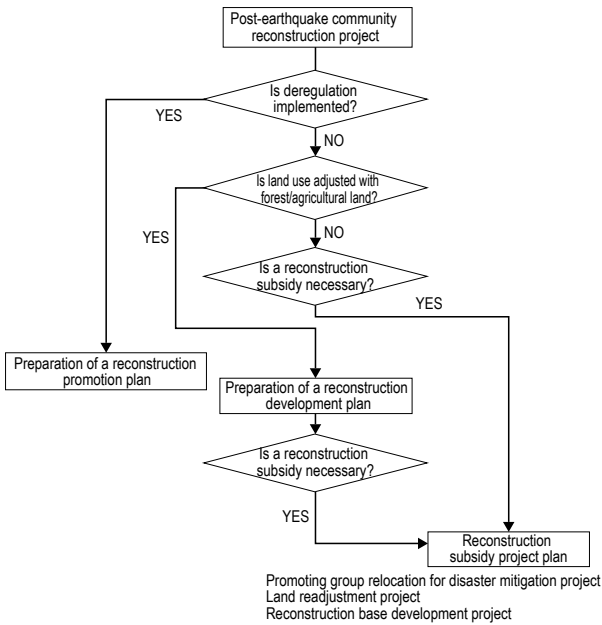 Post-earthquake community
reconstruction project
Is deregulation
implemented?
YES
NO
Is land use adjusted with
forest/agricultural land?
YES
NO
Is a reconstruction
subsidy necessary?
YES
Preparation of a reconstruction
promotion plan
Preparation of a reconstruction
development plan
Is a reconstruction
subsidy necessary?
YES
Reconstruction
subsidy project plan
Promoting group relocation for disaster mitigation project
Land readjustment project
Reconstruction base development project